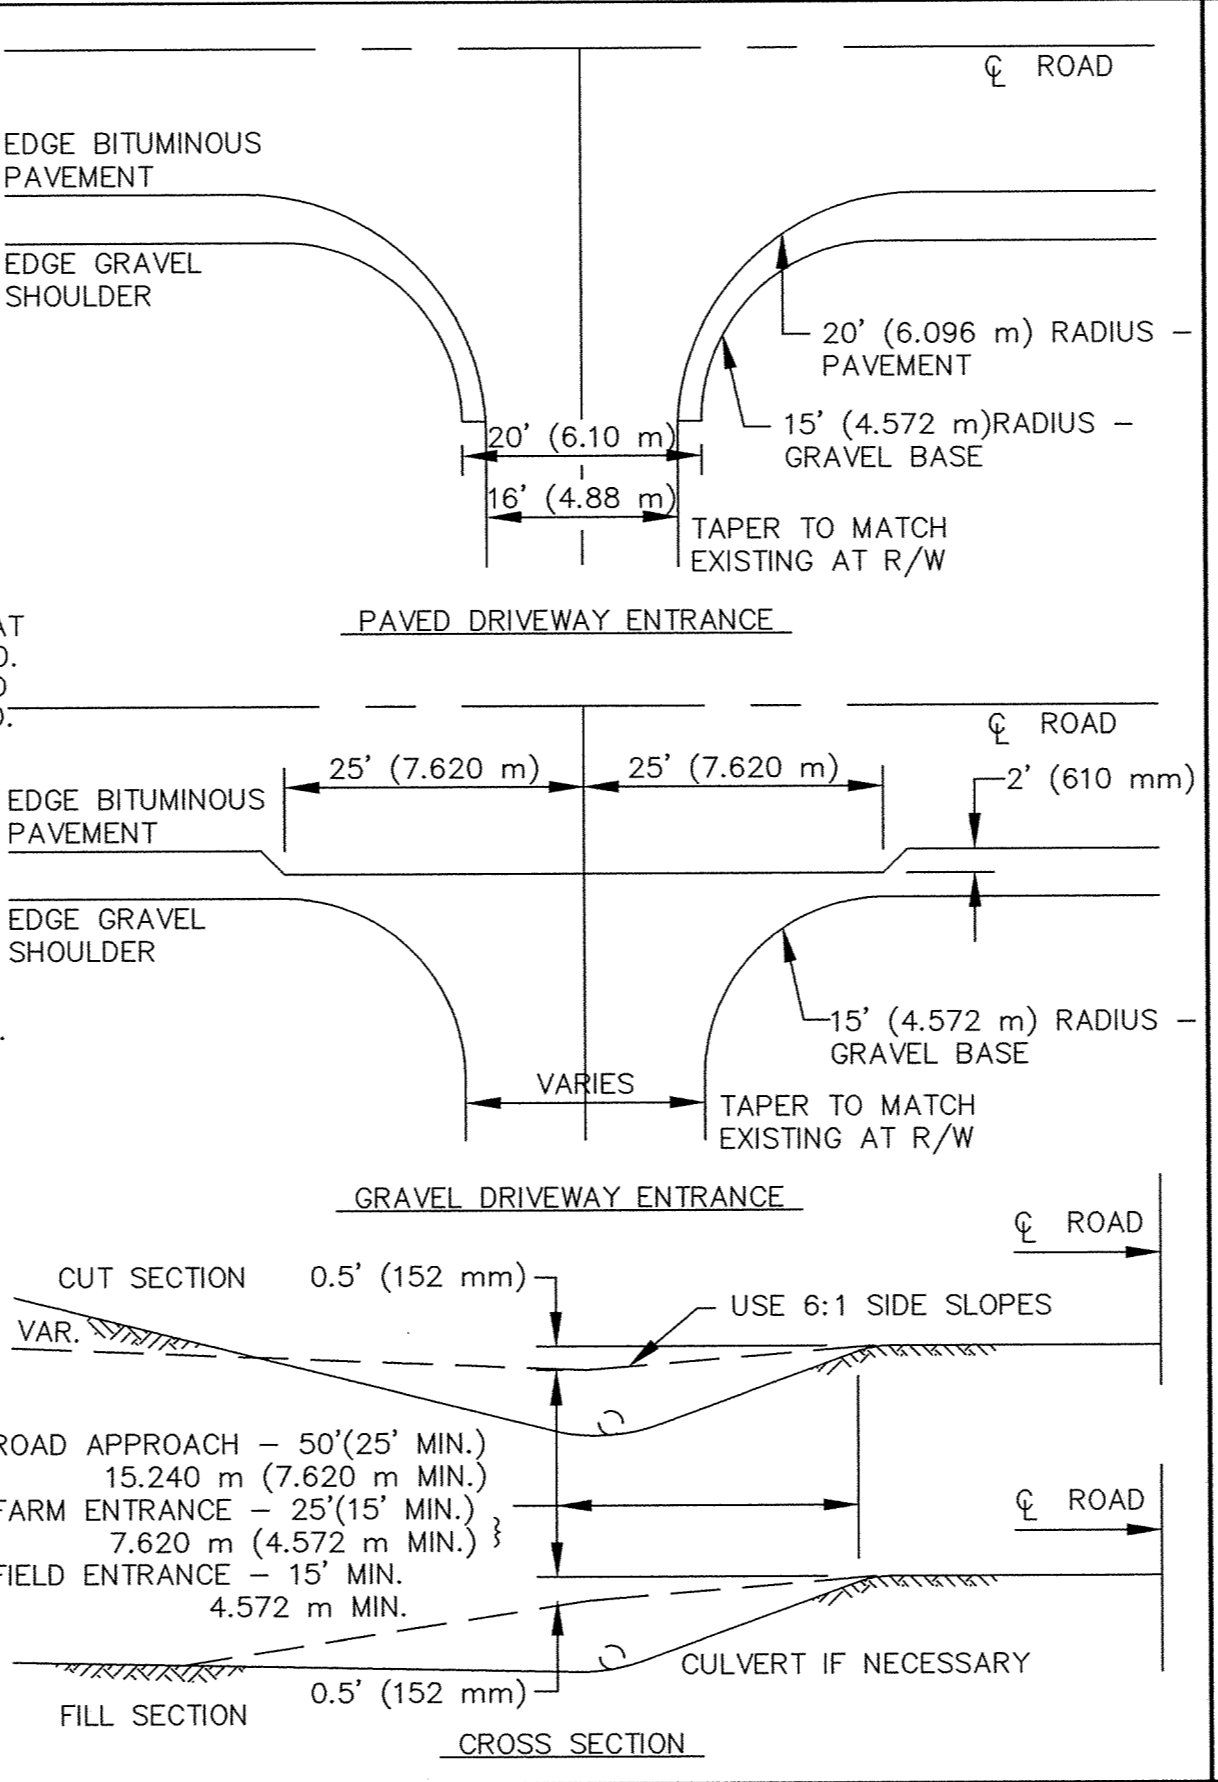 ℄ ROAD
EDGE BITUMINOUS
PAVEMENT
EDGE GRAVEL
SHOULDER
20' (6.096 m) RADIUS –
PAVEMENT
15' (4.572 m)RADIUS –
GRAVEL BASE
20' (6.10 m)
16' (4.88 m)
TAPER TO MATCH
EXISTING AT R/W
PAVED DRIVEWAY ENTRANCE
AT
℄ ROAD
25' (7.620 m)
25' (7.620 m)
2' (610 mm)
EDGE BITUMINOUS
PAVEMENT
EDGE GRAVEL
SHOULDER
15' (4.572 m) RADIUS –
GRAVEL BASE
VARIES
TAPER TO MATCH
EXISTING AT R/W
GRAVEL DRIVEWAY ENTRANCE
℄ ROAD
CUT SECTION
0.5' (152 mm)
USE 6:1 SIDE SLOPES
VAR.
ROAD APPROACH – 50'(25' MIN.)
15.240 m (7.620 m MIN.)
FARM ENTRANCE – 25'(15' MIN.)
7.620 m (4.572 m MIN.)
FIELD ENTRANCE – 15' MIN.
4.572 m MIN.
℄ ROAD
CULVERT IF NECESSARY
0.5' (152 mm)
FILL SECTION
CROSS SECTION